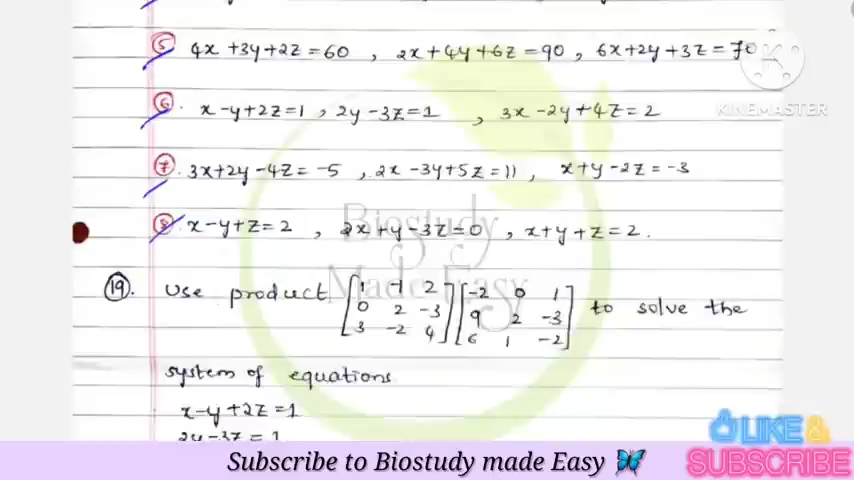 ⑤ 4x +3y+2z = 60 , 2x+4y+6z = 90 , 6x+2y+3z = 70
KINEMASTER
⑥. x-y+2z=1 , 2y-3z=1 , 3x-2y+4z = 2
⑦. 3x+2y-4z = -5 , 2x-3y+5z = 11 , x+y-2z = -3
⑧. x-y+z = 2 , 2x+y-3z=0 , x+y+z = 2.
Biostudy
Made Easy
⑲. Use product [1 -1 2 [-2 0 1] to solve the
0 2 -3 9 2 -3
3 -2 4] 6 1 -2]
system of equations
x-y+2z =1
2y-3z = 1
LIKE &
Subscribe to Biostudy made Easy 🦋 SUBSCRIBE